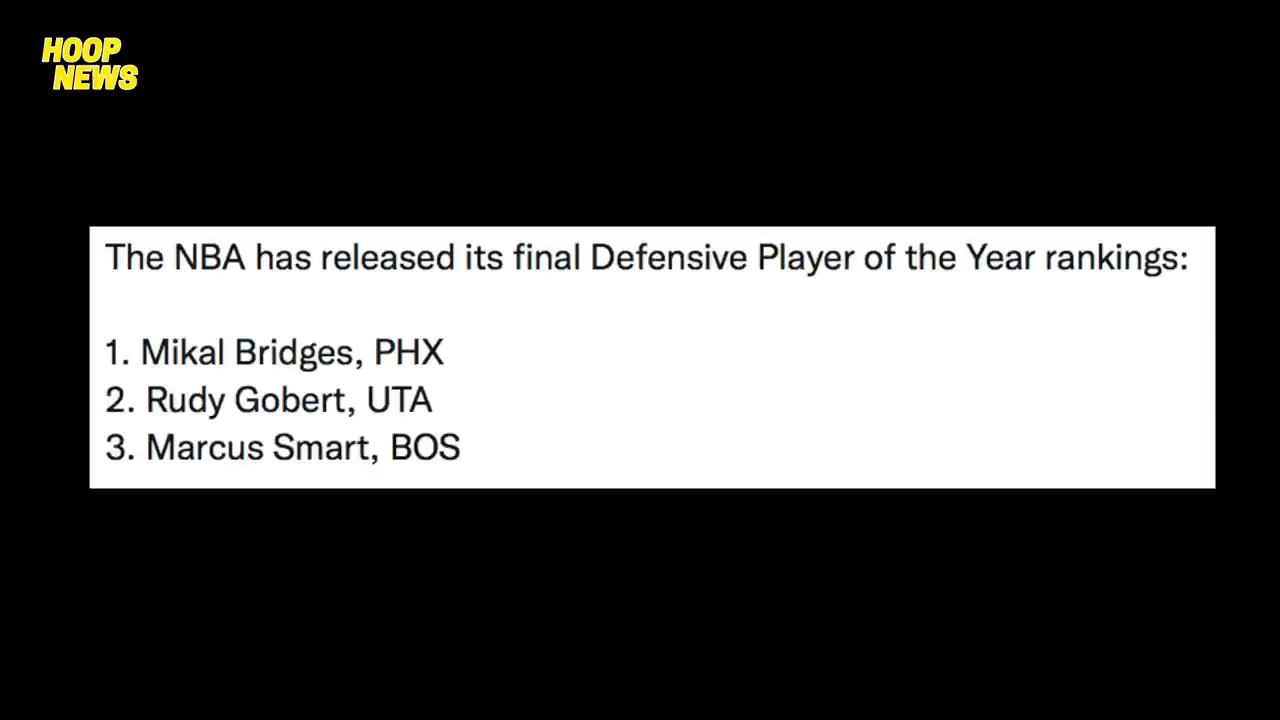 HOOP
NEWS
The NBA has released its final Defensive Player of the Year rankings:
1. Mikal Bridges, PHX
2. Rudy Gobert, UTA
3. Marcus Smart, BOS